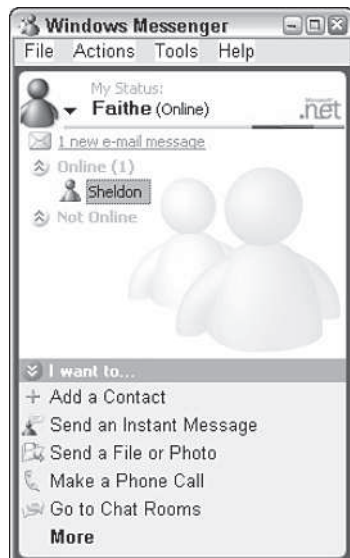 Windows Messenger
File Actions Tools Help
My Status:
Faithe (Online)
Microsoft
.net
1 new e-mail message
Online (1)
Sheldon
Not Online
I want to...
Add a Contact
Send an Instant Message
Send a File or Photo
Make a Phone Call
Go to Chat Rooms
More